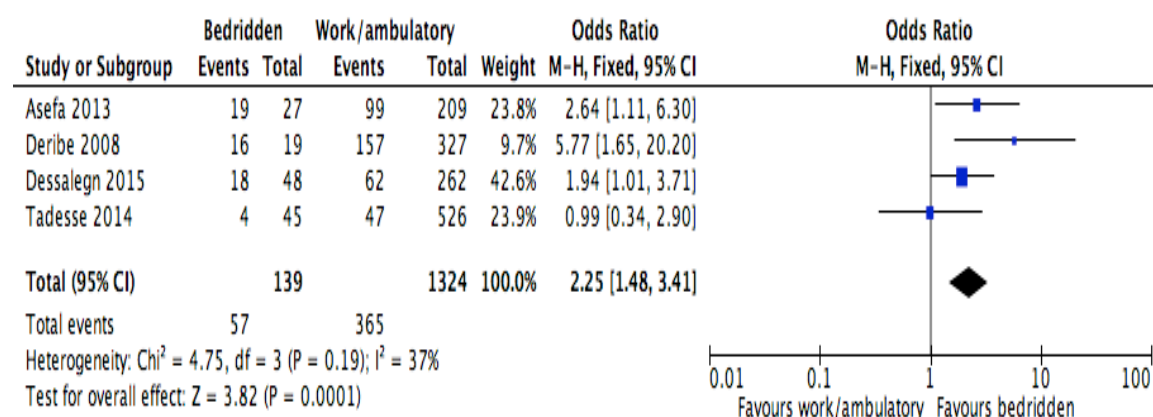 Bedridden Work/ambulatory Odds Ratio Odds Ratio
Study or Subgroup Events Total Events Total Weight M-H, Fixed, 95% CI M-H, Fixed, 95% CI
Asefa 2013 19 27 99 209 23.8% 2.64 [1.11, 6.30]
Deribe 2008 16 19 157 327 9.7% 5.77 [1.65, 20.20]
Dessalegn 2015 18 48 62 262 42.6% 1.94 [1.01, 3.71]
Tadesse 2014 4 45 47 526 23.9% 0.99 [0.34, 2.90]
Total (95% CI) 139 1324 100.0% 2.25 [1.48, 3.41]
Total events 57 365
Heterogeneity: Chi² = 4.75, df = 3 (P = 0.19); I² = 37%
Test for overall effect: Z = 3.82 (P = 0.0001)
0.01 0.1 1 10 100
Favours work/ambulatory Favours bedridden